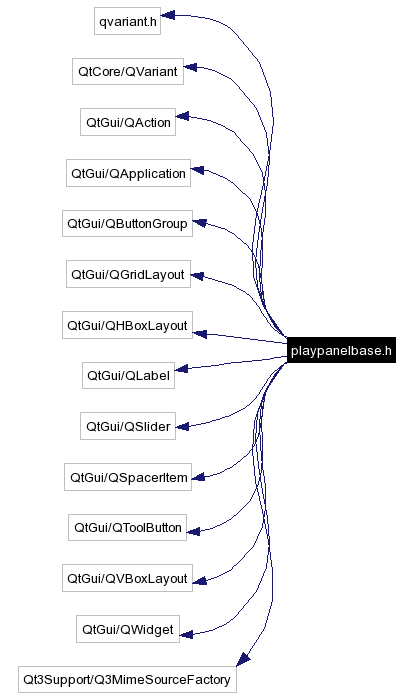 qvariant.h
QtCore/QVariant
QtGui/QAction
QtGui/QApplication
QtGui/QButtonGroup
QtGui/QGridLayout
QtGui/QHBoxLayout
playpanelbase.h
QtGui/QLabel
QtGui/QSlider
QtGui/QSpacerItem
QtGui/QToolButton
QtGui/QVBoxLayout
QtGui/QWidget
Qt3Support/Q3MimeSourceFactory